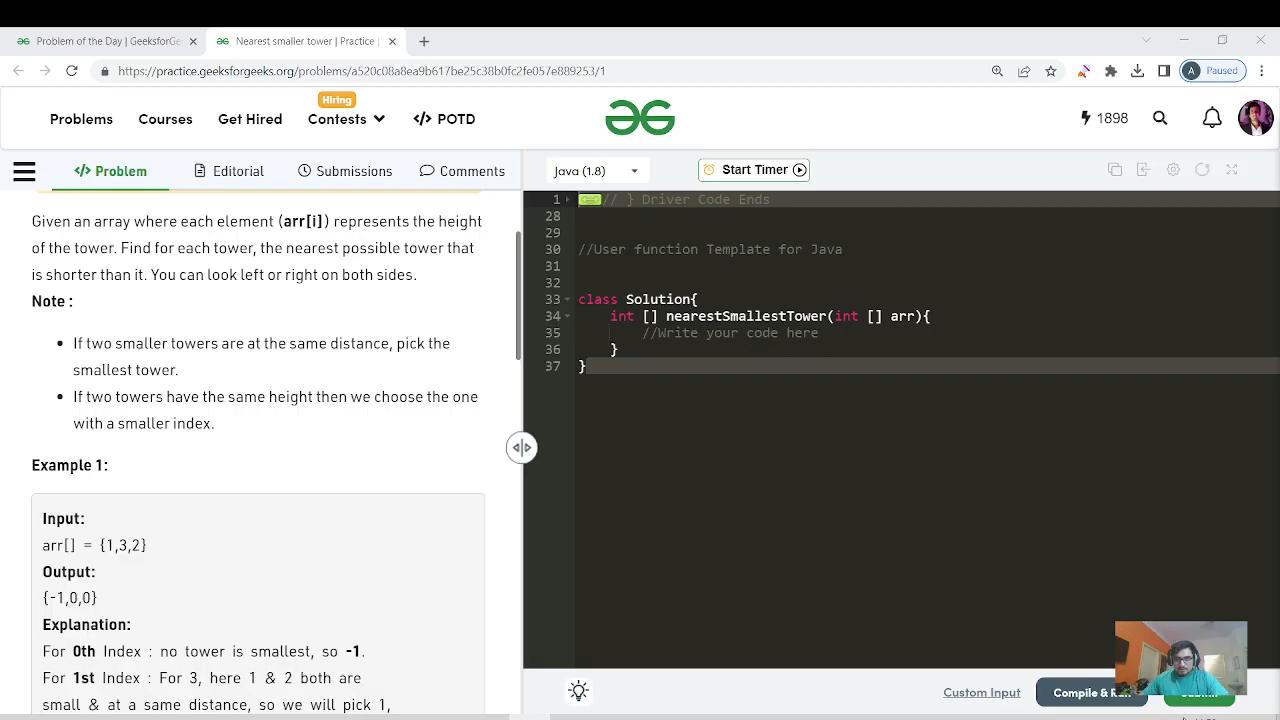 Problem of the Day | GeeksforGe
Nearest smaller tower | Practice |
https://practice.geeksforgeeks.org/problems/a520c08a8ea9b617be25c38b0fc2fe057e889253/1
A Paused
Hiring
Problems Courses Get Hired Contests </> POTD
1898
</> Problem Editorial Submissions Comments
Java (1.8) Start Timer
Given an array where each element (arr[i]) represents the height
of the tower. Find for each tower, the nearest possible tower that
is shorter than it. You can look left or right on both sides.
Note :
If two smaller towers are at the same distance, pick the
smallest tower.
If two towers have the same height then we choose the one
with a smaller index.
Example 1:
Input:
arr[] = {1,3,2}
Output:
{-1,0,0}
Explanation:
For 0th Index : no tower is smallest, so -1.
For 1st Index : For 3, here 1 & 2 both are
small & at a same distance, so we will pick 1,
1 // } Driver Code Ends
28
29
30 //User function Template for Java
31
32
33 class Solution{
34 int [] nearestSmallestTower(int [] arr){
35 //Write your code here
36 }
37 }
Custom Input
Compile &